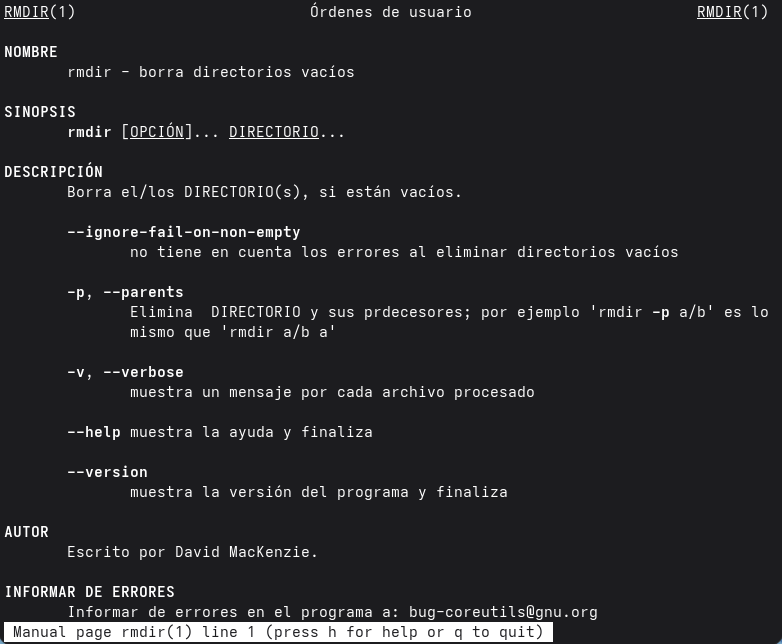 RMDIR(1) Órdenes de usuario RMDIR(1)
NOMBRE
rmdir - borra directorios vacíos
SINOPSIS
rmdir [OPCIÓN]... DIRECTORIO...
DESCRIPCIÓN
Borra el/los DIRECTORIO(s), si están vacíos.
--ignore-fail-on-non-empty
no tiene en cuenta los errores al eliminar directorios vacíos
-p, --parents
Elimina  DIRECTORIO y sus prdecesores; por ejemplo 'rmdir -p a/b' es lo
mismo que 'rmdir a/b a'
-v, --verbose
muestra un mensaje por cada archivo procesado
--help muestra la ayuda y finaliza
--version
muestra la versión del programa y finaliza
AUTOR
Escrito por David MacKenzie.
INFORMAR DE ERRORES
Informar de errores en el programa a: bug-coreutils@gnu.org
Manual page rmdir(1) line 1 (press h for help or q to quit)